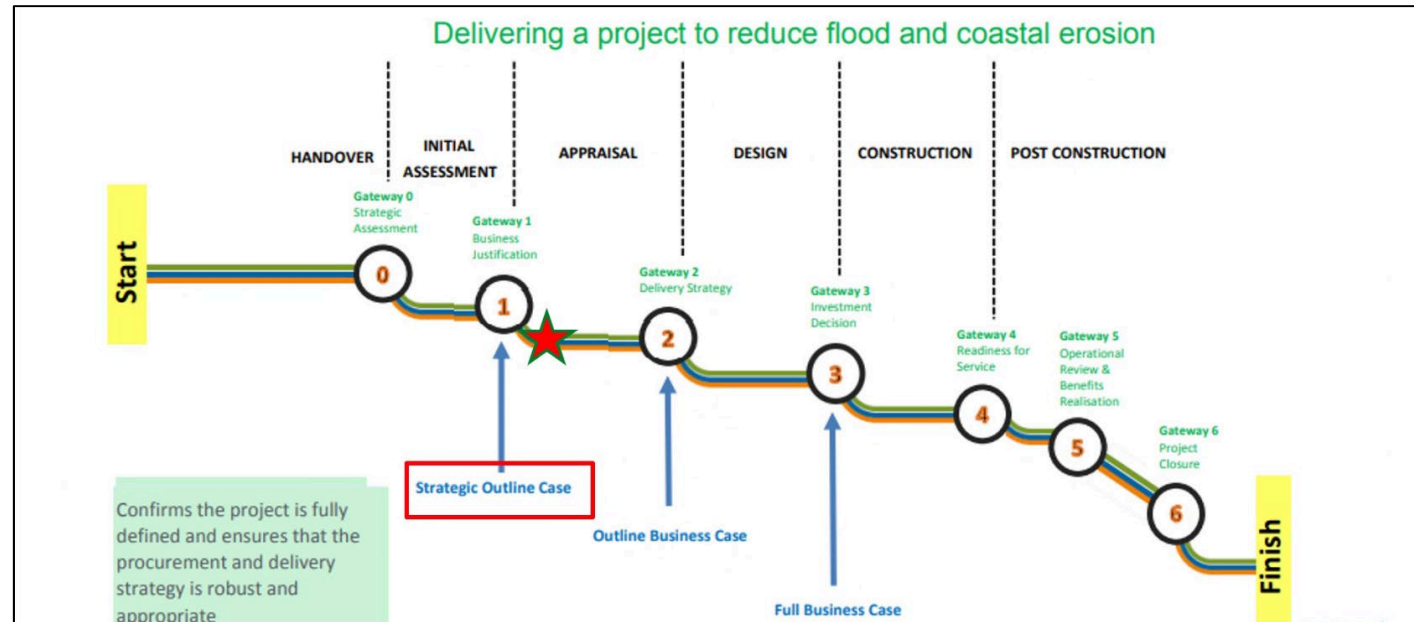 Delivering a project to reduce flood and coastal erosion
HANDOVER
INITIAL
ASSESSMENT
APPRAISAL
DESIGN
CONSTRUCTION
POST CONSTRUCTION
Start
Gateway 0
Strategic
Assessment
0
Gateway 1
Business
Justification
1
Gateway 2
Delivery Strategy
2
Gateway 3
Investment
Decision
3
Gateway 4
Readiness for
Service
4
Gateway 5
Operational
Review &
Benefits
Realisation
5
Gateway 6
Project
Closure
6
Finish
Strategic Outline Case
Outline Business Case
Full Business Case
Confirms the project is fully
defined and ensures that the
procurement and delivery
strategy is robust and
appropriate